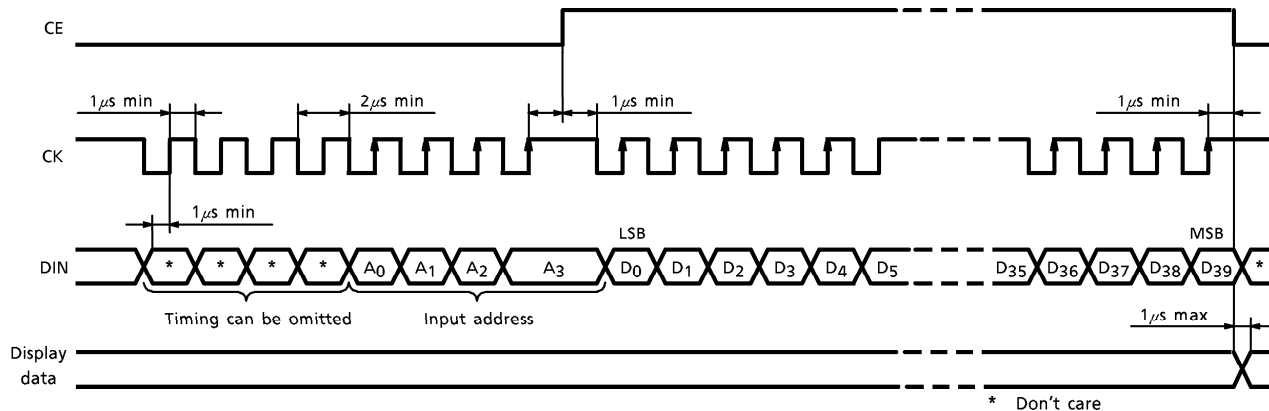 CE
1μs min
2μs min
1μs min
1μs min
CK
1μs min
LSB
MSB
DIN
* * * * A0 A1 A2 A3 D0 D1 D2 D3 D4 D5 D35 D36 D37 D38 D39 *
Timing can be omitted
Input address
1μs max
Display
data
* Don't care